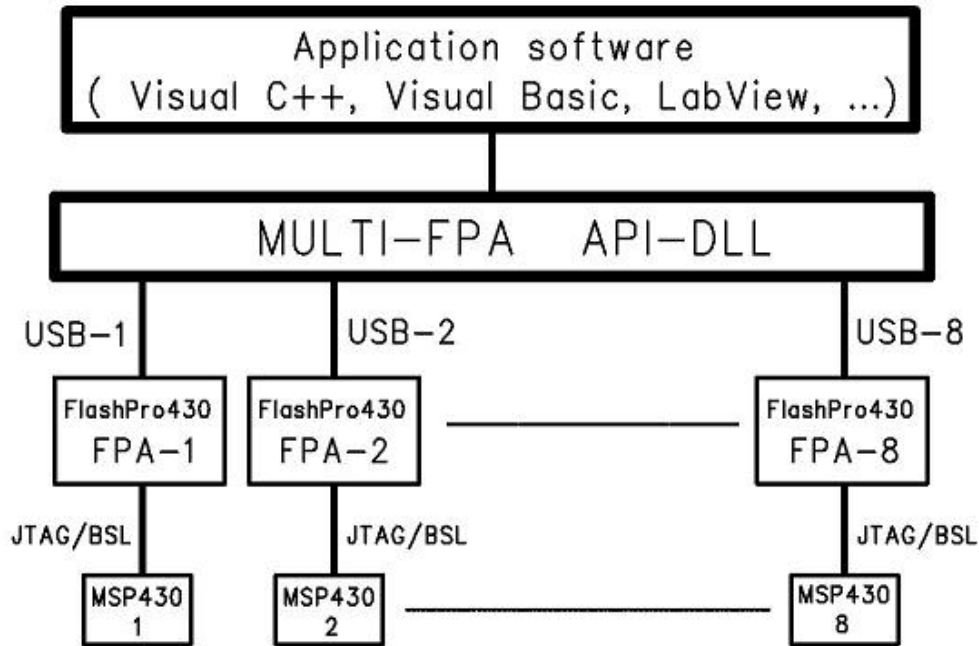 Application software
( Visual C++, Visual Basic, LabView, ...)
MULTI-FPA API-DLL
USB-1
USB-2
USB-8
FlashPro430
FPA-1
FlashPro430
FPA-2
FlashPro430
FPA-8
JTAG/BSL
JTAG/BSL
JTAG/BSL
MSP430
1
MSP430
2
MSP430
8